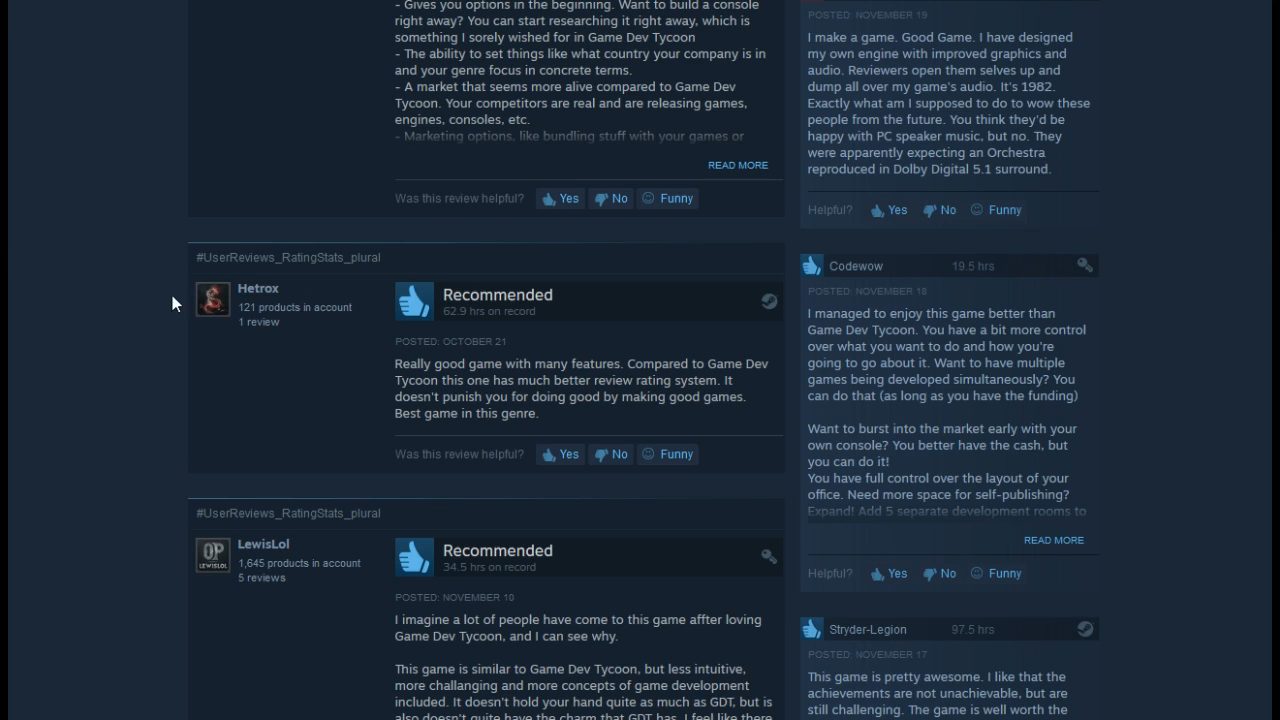 - Gives you options in the beginning. Want to build a console
right away? You can start researching it right away, which is
something I sorely wished for in Game Dev Tycoon
- The ability to set things like what country your company is in
and your genre focus in concrete terms.
- A market that seems more alive compared to Game Dev
Tycoon. Your competitors are real and are releasing games,
engines, consoles, etc.
- Marketing options, like bundling stuff with your games or
READ MORE
Was this review helpful? Yes No Funny
#UserReviews_RatingStats_plural
Hetrox
121 products in account
1 review
Recommended
62.9 hrs on record
POSTED: OCTOBER 21
Really good game with many features. Compared to Game Dev
Tycoon this one has much better review rating system. It
doesn't punish you for doing good by making good games.
Best game in this genre.
Was this review helpful? Yes No Funny
#UserReviews_RatingStats_plural
OP
LEWISLOL
LewisLol
1,645 products in account
5 reviews
Recommended
34.5 hrs on record
POSTED: NOVEMBER 10
I imagine a lot of people have come to this game affter loving
Game Dev Tycoon, and I can see why.
This game is similar to Game Dev Tycoon, but less intuitive,
more challanging and more concepts of game development
included. It doesn't hold your hand quite as much as GDT, but is
also doesn't quite have the charm that GDT has. I feel like there
POSTED: NOVEMBER 19
I make a game. Good Game. I have designed
my own engine with improved graphics and
audio. Reviewers open them selves up and
dump all over my game's audio. It's 1982.
Exactly what am I supposed to do to wow these
people from the future. You think they'd be
happy with PC speaker music, but no. They
were apparently expecting an Orchestra
reproduced in Dolby Digital 5.1 surround.
Helpful? Yes No Funny
Codewow 19.5 hrs
POSTED: NOVEMBER 18
I managed to enjoy this game better than
Game Dev Tycoon. You have a bit more control
over what you want to do and how you're
going to go about it. Want to have multiple
games being developed simultaneously? You
can do that (as long as you have the funding)
Want to burst into the market early with your
own console? You better have the cash, but
you can do it!
You have full control over the layout of your
office. Need more space for self-publishing?
Expand! Add 5 separate development rooms to
READ MORE
Helpful? Yes No Funny
Stryder-Legion 97.5 hrs
POSTED: NOVEMBER 17
This game is pretty awesome. I like that the
achievements are not unachievable, but are
still challenging. The game is well worth the